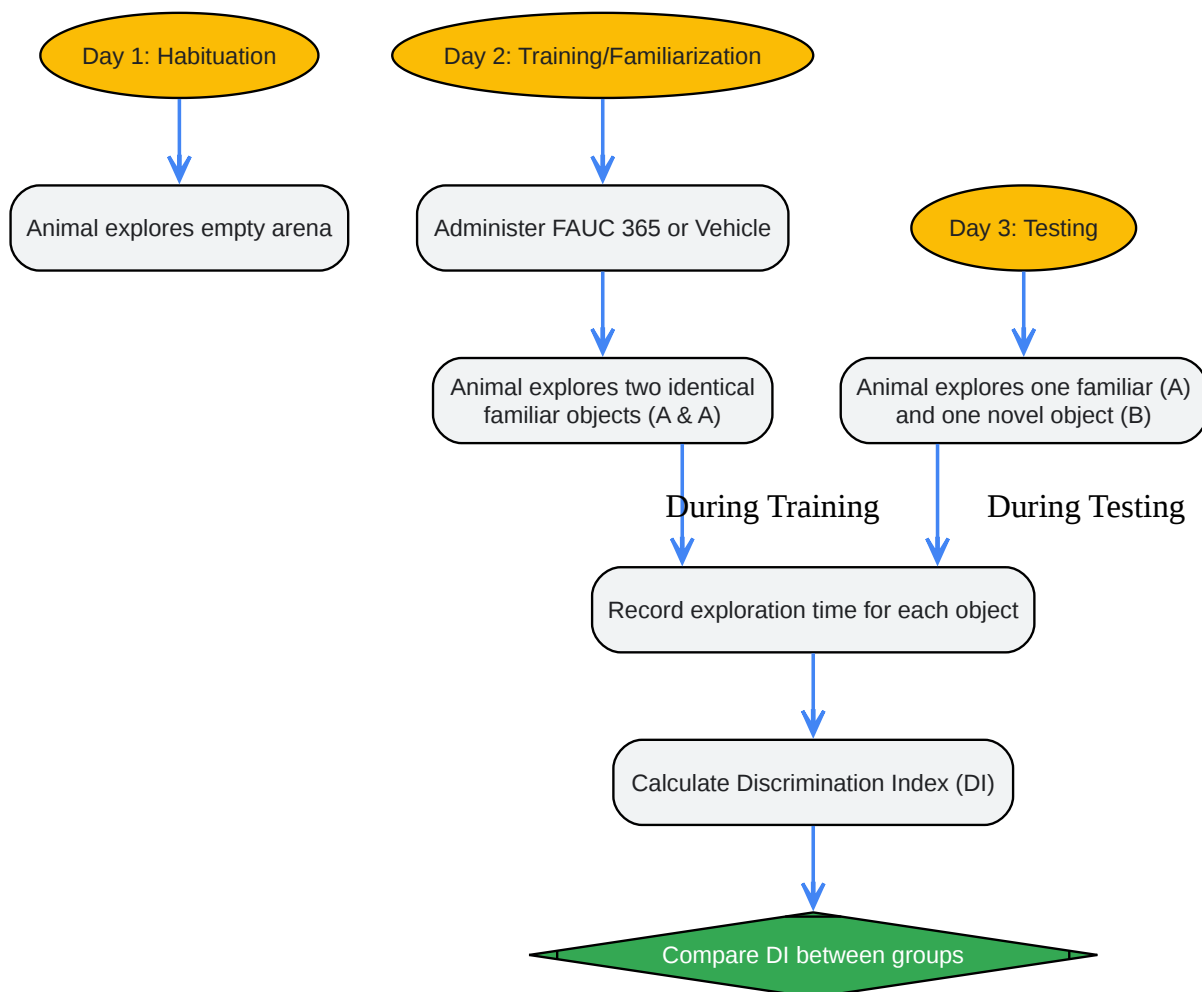 Day 1: Habituation
Day 2: Training/Familiarization
Animal explores empty arena
Administer FAUC 365 or Vehicle
Day 3: Testing
Animal explores two identical
familiar objects (A & A)
Animal explores one familiar (A)
and one novel object (B)
During Training
During Testing
Record exploration time for each object
Calculate Discrimination Index (DI)
Compare DI between groups